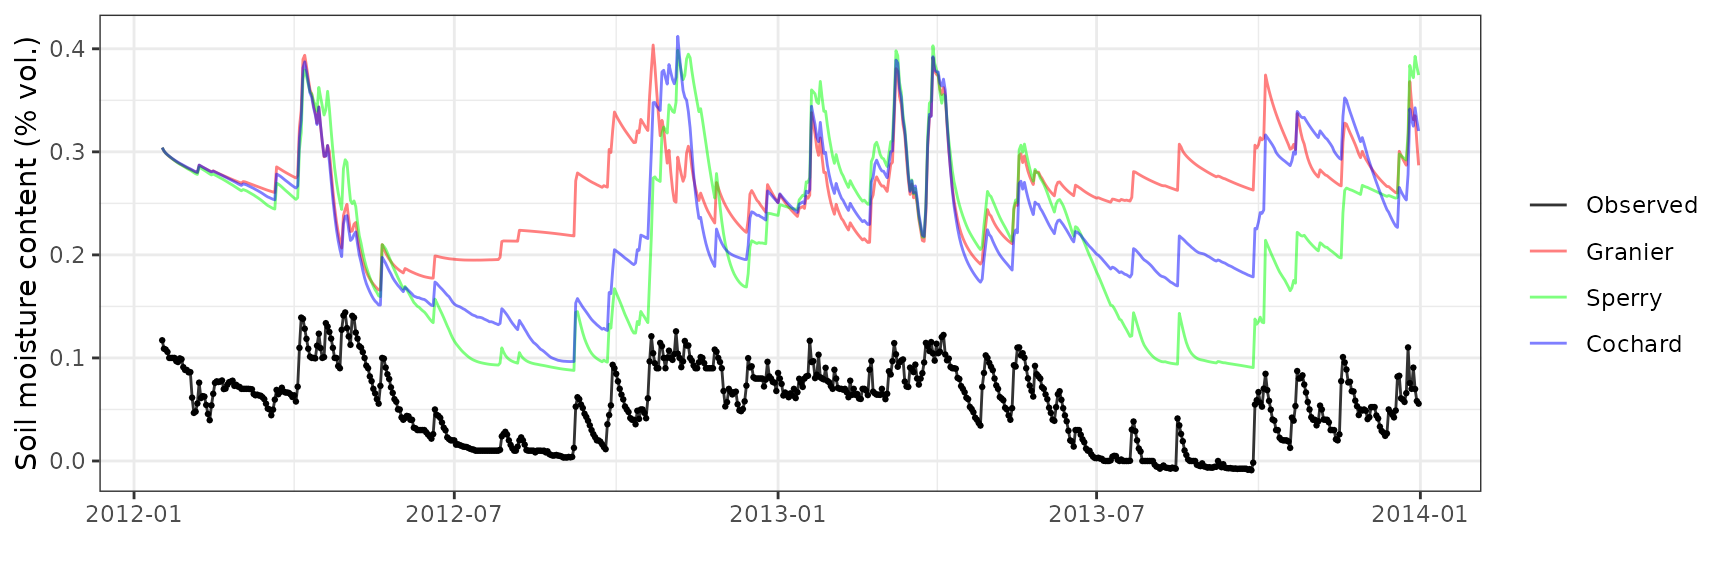 Soil moisture content (% vol.)
0.4
0.3
0.2
0.1
0.0
2012-01
2012-07
2013-01
2013-07
2014-01
Observed
Granier
Sperry
Cochard